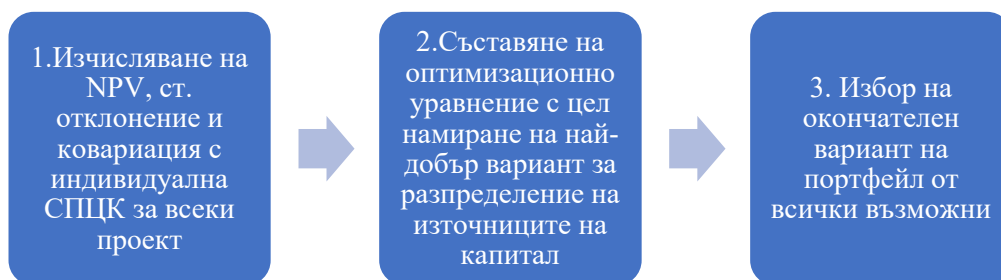 1.Изчисляване на
NPV, ст.
отклонение и
ковариация с
индивидуална
СПЦК за всеки
проект
2.Съставяне на
оптимизационно
уравнение с цел
намиране на най-
добър вариант за
разпределение на
източниците на
капитал
3. Избор на
окончателен
вариант на
портфейл от
всички възможни